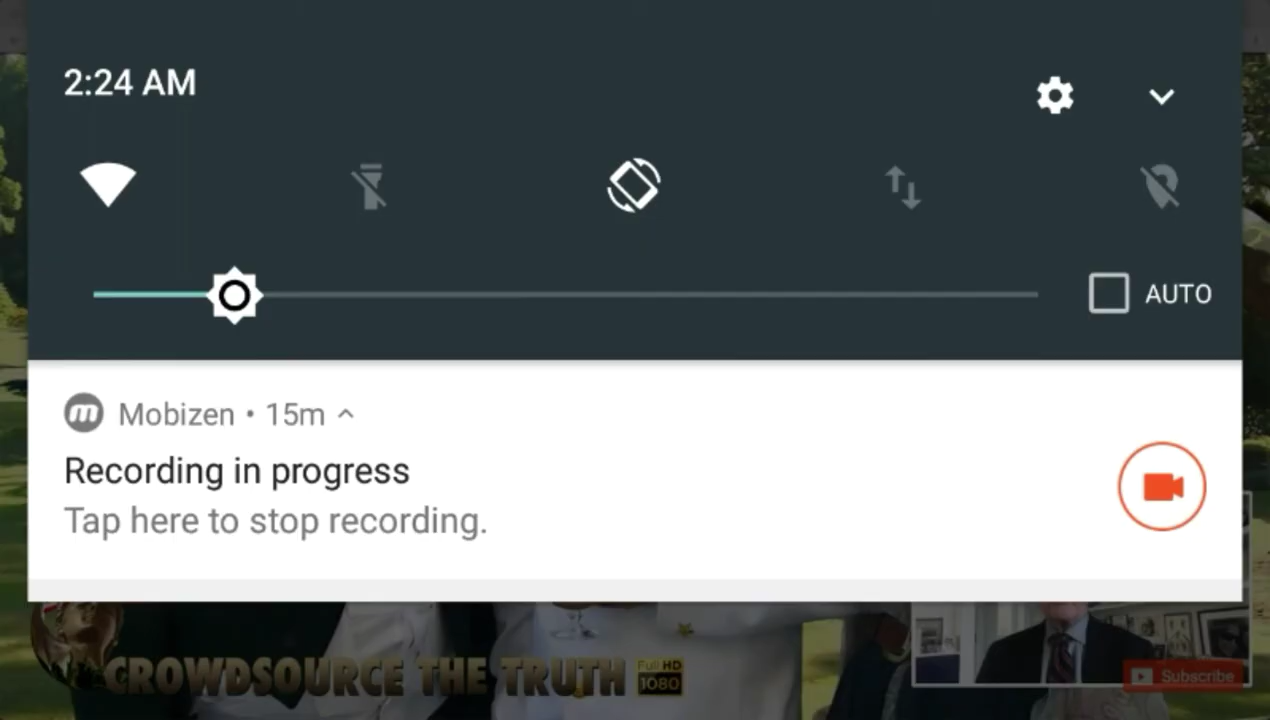 2:24 AM
AUTO
m Mobizen • 15m
Recording in progress
Tap here to stop recording.
CROWDSOURCE THE TRUTH Full HD
1080
Subscribe